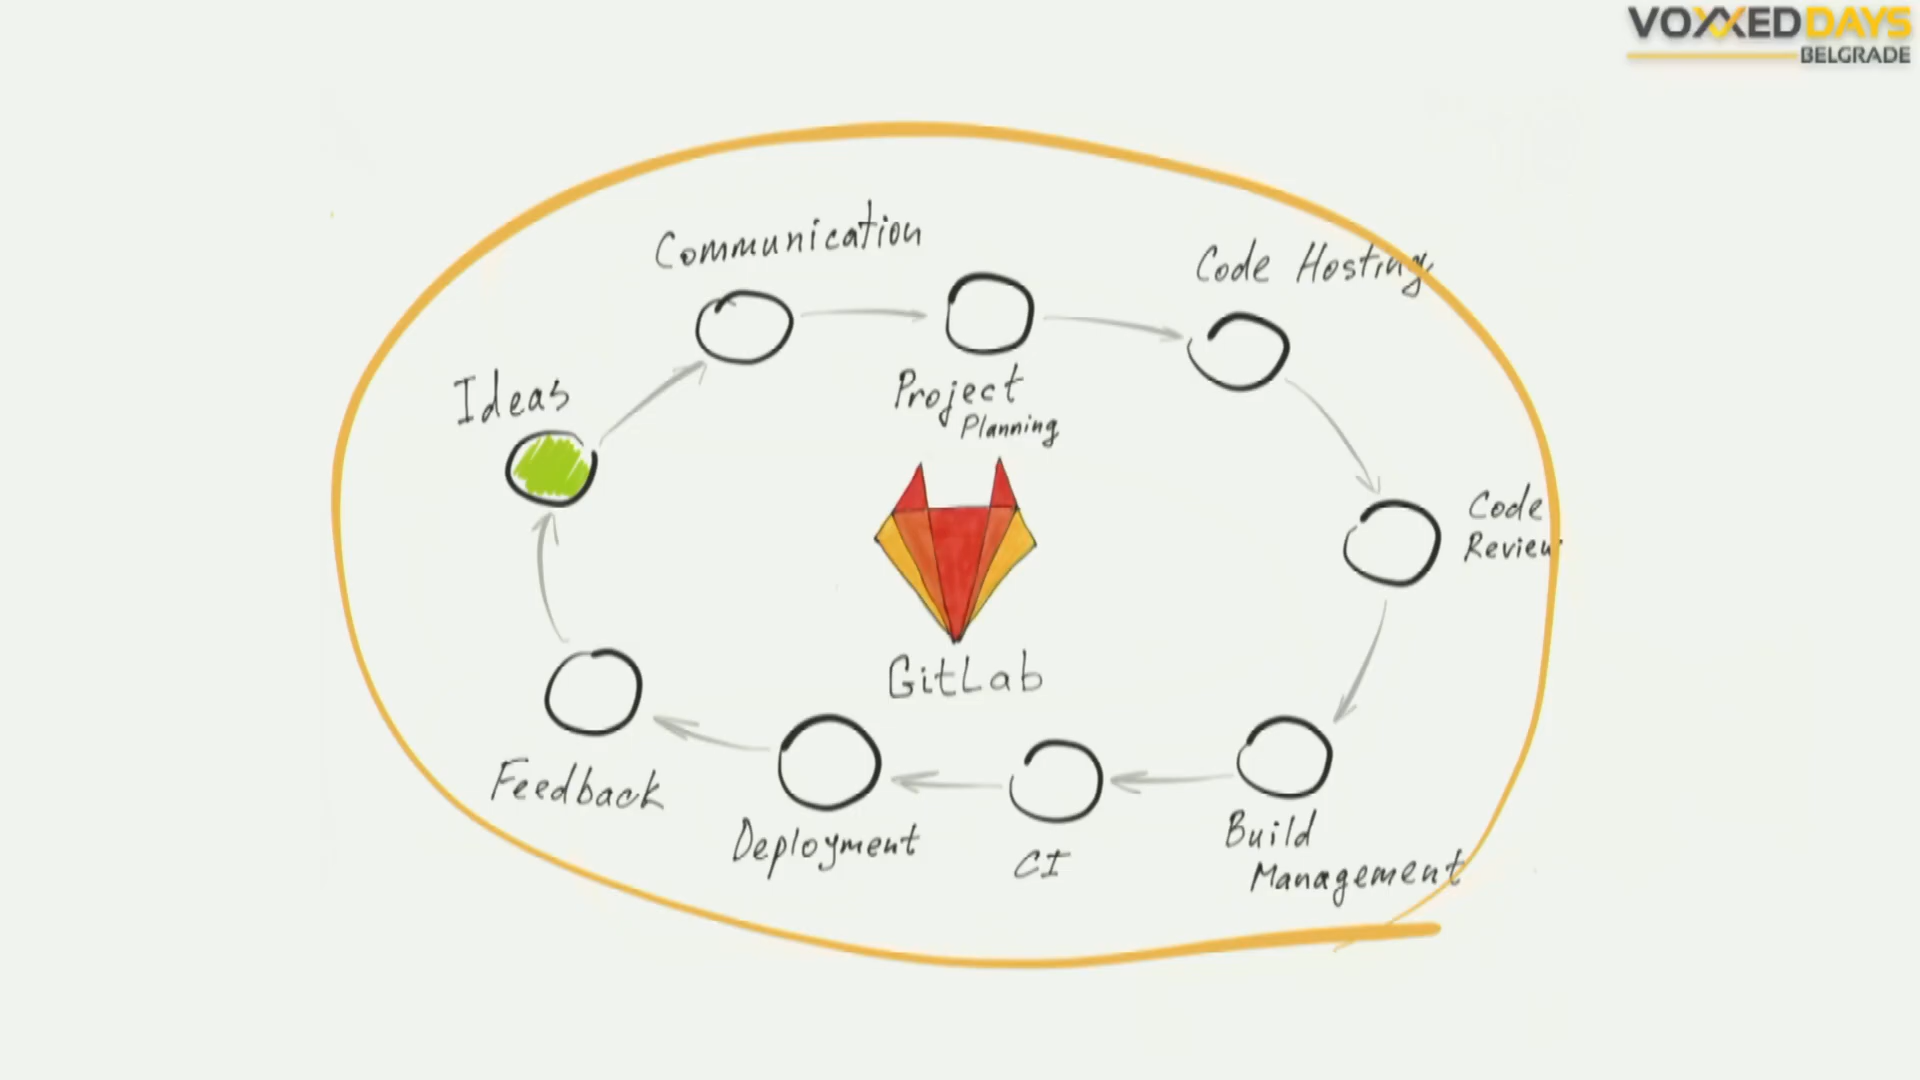 VOXXEDDAYS
BELGRADE
Communication
Code Hosting
Project
Planning
Ideas
Code
Review
GitLab
Feedback
Deployment
CI
Build
Management